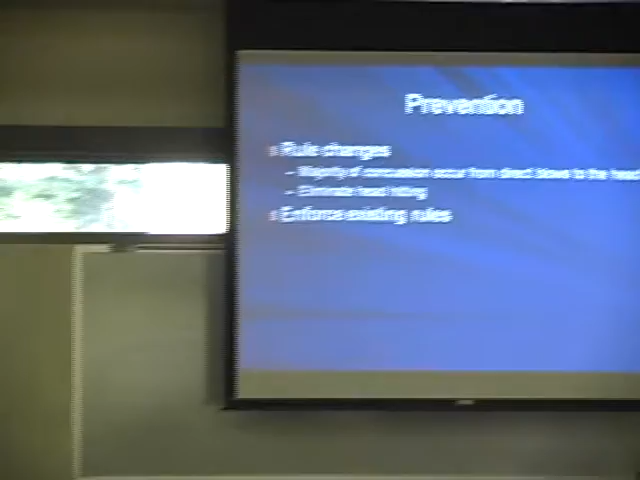 Prevention
Rule changes
– Majority of concussion occur from direct blows to the head
– Eliminate head hitting
Enforce existing rules